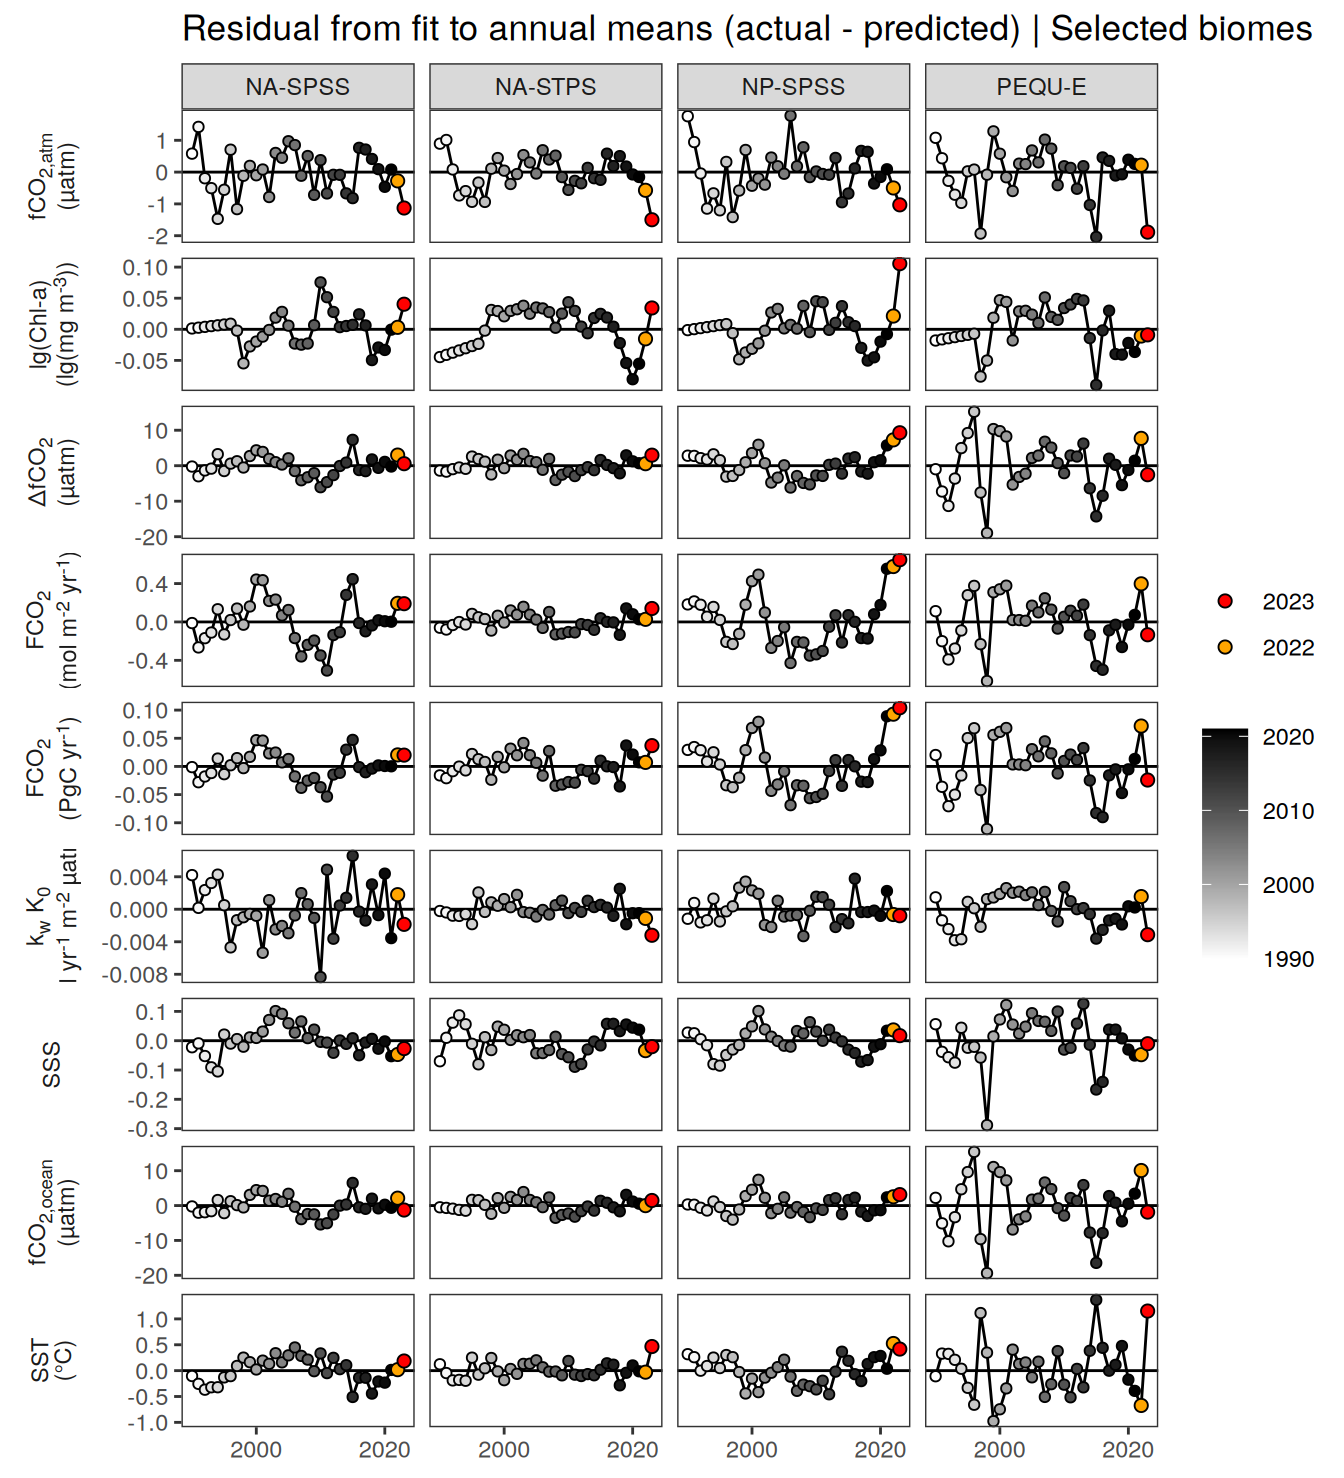 Residual from fit to annual means (actual - predicted) | Selected biomes
NA-SPSS NA-STPS NP-SPSS PEQU-E
fCO2,atm
(µatm)
1
0
-1
-2
lg(Chl-a)
(lg(mg m-3))
0.10
0.05
0.00
-0.05
ΔfCO2
(µatm)
10
0
-10
-20
FCO2
(mol m-2 yr-1)
0.4
0.0
-0.4
FCO2
(PgC yr-1)
0.10
0.05
0.00
-0.05
-0.10
kw K0
l yr-1 m-2 µatı
0.004
0.000
-0.004
-0.008
SSS
0.1
0.0
-0.1
-0.2
-0.3
fCO2,ocean
(µatm)
10
0
-10
-20
SST
(°C)
1.0
0.5
0.0
-0.5
-1.0
2000 2020 2000 2020 2000 2020 2000 2020
2023
2022
2020
2010
2000
1990